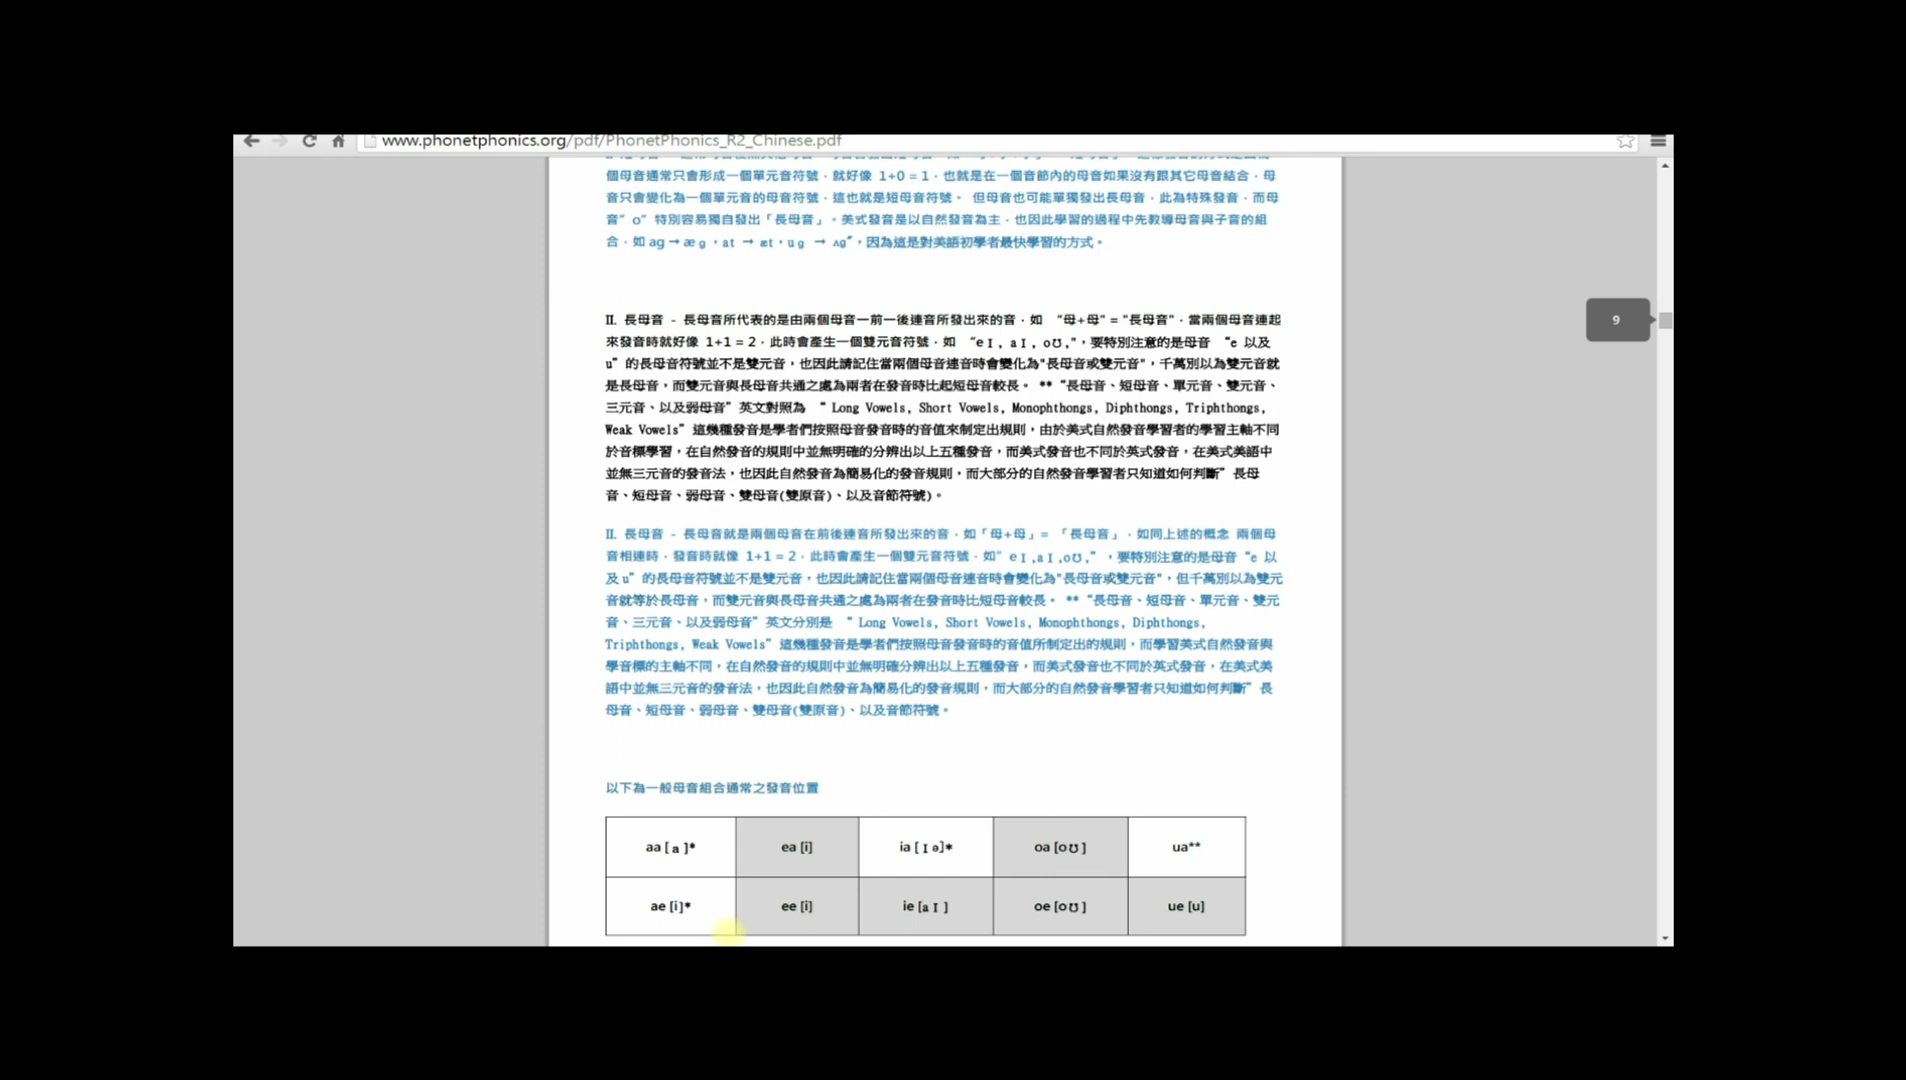 www.phonetphonics.org/pdf/PhonetPhonics_R2_Chinese.pdf
個母音通常只會形成一個單元音符號，就好像 1+0 = 1，也就是在一個音節內的母音如果沒有跟其它母音結合，母
音只會變化為一個單元音的母音符號，這也就是短母音符號。 但母音也可能單獨發出長母音，此為特殊發音，而母
音" o" 特別容易獨自發出「長母音」。美式發音是以自然發音為主，也因此學習的過程中先教導母音與子音的組
合，如 ag → æ g ，at → æt，u g → ʌg"，因為這是對美語初學者最快學習的方式。
II. 長母音 - 長母音所代表的是由兩個母音一前一後連音所發出來的音，如 "母+母" = "長母音"，當兩個母音連起
來發音時就好像 1+1 = 2，此時會產生一個雙元音符號，如 "e I , a I , o ʊ ,"，要特別注意的是母音 "e 以及
u" 的長母音符號並不是雙元音，也因此請記住當兩個母音連音時會變化為"長母音或雙元音"，千萬別以為雙元音就
是長母音，而雙元音與長母音共通之處為兩者在發音時比起短母音較長。 ** "長母音、短母音、單元音、雙元音、
三元音、以及弱母音" 英文對照為 " Long Vowels, Short Vowels, Monophthongs, Diphthongs, Triphthongs,
Weak Vowels" 這幾種發音是學者們按照母音發音時的音值來制定出規則，由於美式自然發音學習者的學習主軸不同
於音標學習，在自然發音的規則中並無明確的分辨出以上五種發音，而美式發音也不同於英式發音，在美式美語中
並無三元音的發音法，也因此自然發音為簡易化的發音規則，而大部分的自然發音學習者只知道如何判斷" 長母
音、短母音、弱母音、雙母音(雙原音)、以及音節符號)。
II. 長母音 - 長母音就是兩個母音在前後連音所發出來的音，如「母+母」= 「長母音」，如同上述的概念 兩個母
音相連時，發音時就像 1+1 = 2，此時會產生一個雙元音符號，如" e I ,a I ,o ʊ ," ，要特別注意的是母音 "e 以
及 u" 的長母音符號並不是雙元音，也因此請記住當兩個母音連音時會變化為"長母音或雙元音"，但千萬別以為雙元
音就等於長母音，而雙元音與長母音共通之處為兩者在發音時比短母音較長。 ** "長母音、短母音、單元音、雙元
音、三元音、以及弱母音" 英文分別是 " Long Vowels, Short Vowels, Monophthongs, Diphthongs,
Triphthongs, Weak Vowels" 這幾種發音是學者們按照母音發音時的音值所制定出的規則，而學習美式自然發音與
學音標的主軸不同，在自然發音的規則中並無明確分辨出以上五種發音，而美式發音也不同於英式發音，在美式美
語中並無三元音的發音法，也因此自然發音為簡易化的發音規則，而大部分的自然發音學習者只知道如何判斷" 長
母音、短母音、弱母音、雙母音(雙原音)、以及音節符號。
9
以下為一般母音組合通常之發音位置
aa [ a ]* ea [i] ia [ I ə]* oa [o ʊ ] ua**
ae [i]* ee [i] ie [a I ] oe [o ʊ ] ue [u]